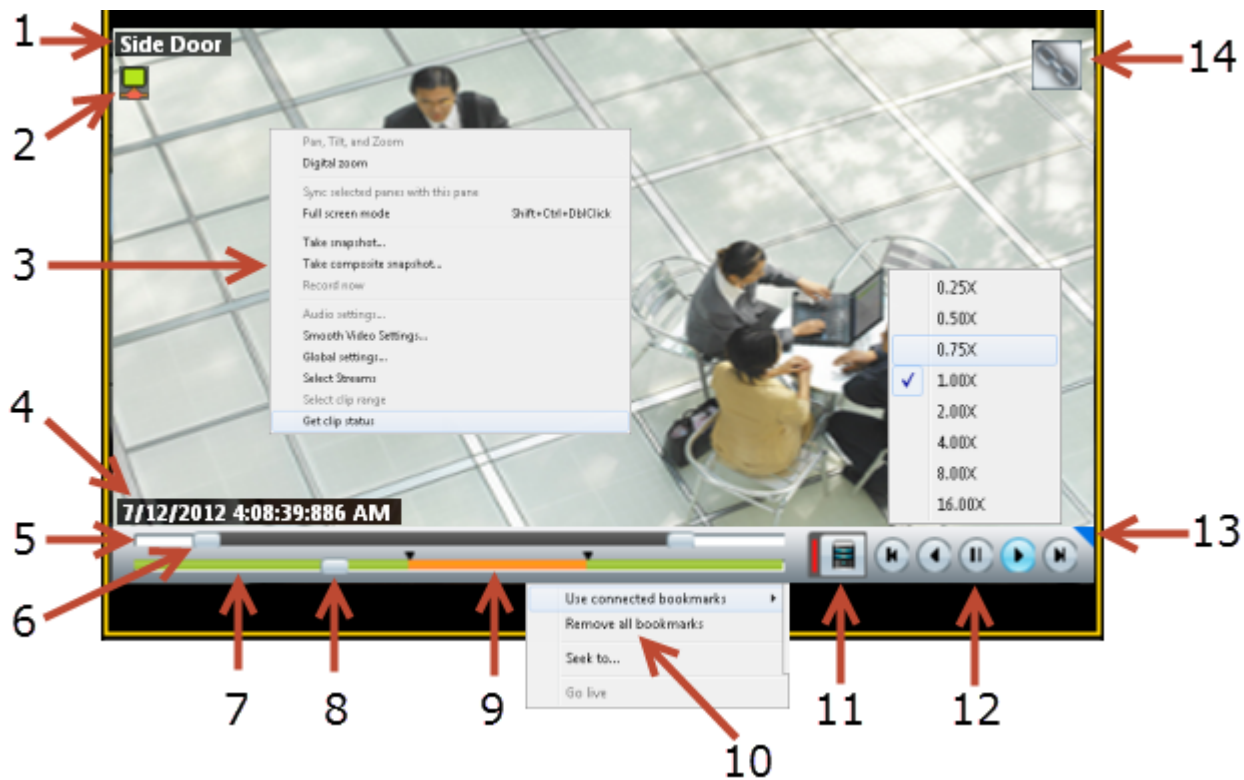 1
Side Door
14
2
Pan, Tilt, and Zoom
Digital zoom
Sync selected panes with this pane
Full screen mode Shift+Ctrl+DblClick
3
Take snapshot...
Take composite snapshot...
Record now
Audio settings...
Smooth Video Settings...
Global settings...
Select Streams
Select clip range
Get clip status
0.25X
0.50X
0.75X
1.00X
2.00X
4.00X
8.00X
16.00X
4
7/12/2012 4:08:39:886 AM
5
13
6
Use connected bookmarks
Remove all bookmarks
Seek to...
Go live
7
8
9
10
11
12